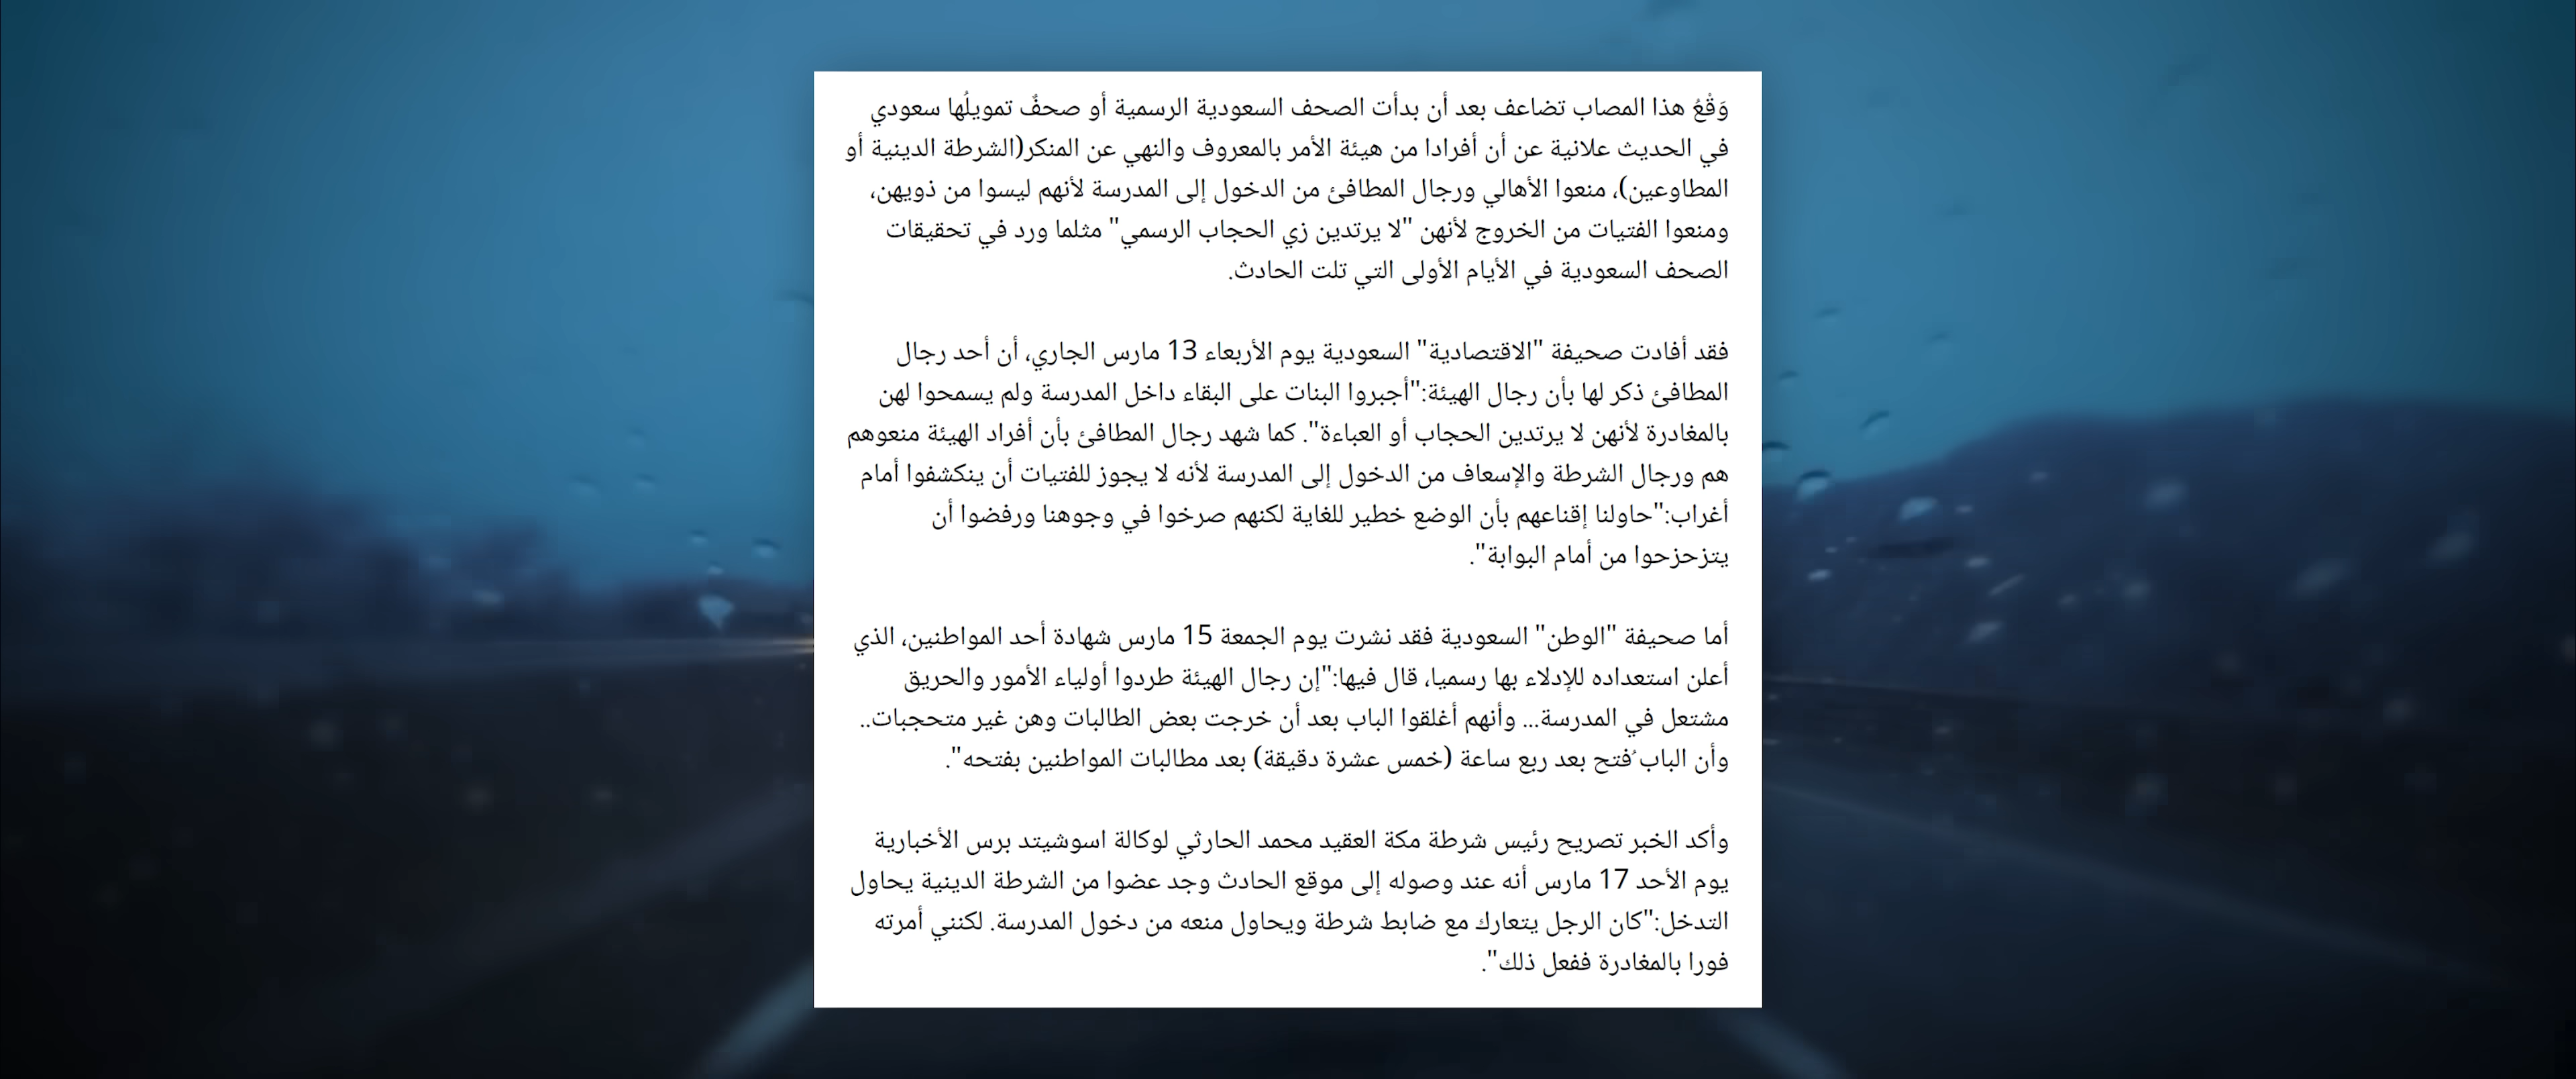 وَقْعُ هذا المصاب تضاعف بعد أن بدأت الصحف السعودية الرسمية أو صحفٌ تمويلُها سعودي
في الحديث علانية عن أن أفرادا من هيئة الأمر بالمعروف والنهي عن المنكر(الشرطة الدينية أو
المطاوعين)، منعوا الأهالي ورجال المطافئ من الدخول إلى المدرسة لأنهم ليسوا من ذويهن،
ومنعوا الفتيات من الخروج لأنهن "لا يرتدين زي الحجاب الرسمي" مثلما ورد في تحقيقات
الصحف السعودية في الأيام الأولى التي تلت الحادث.
فقد أفادت صحيفة "الاقتصادية" السعودية يوم الأربعاء 13 مارس الجاري، أن أحد رجال
المطافئ ذكر لها بأن رجال الهيئة:"أجبروا البنات على البقاء داخل المدرسة ولم يسمحوا لهن
بالمغادرة لأنهن لا يرتدين الحجاب أو العباءة". كما شهد رجال المطافئ بأن أفراد الهيئة منعوهم
هم ورجال الشرطة والإسعاف من الدخول إلى المدرسة لأنه لا يجوز للفتيات أن ينكشفوا أمام
أغراب:"حاولنا إقناعهم بأن الوضع خطير للغاية لكنهم صرخوا في وجوهنا ورفضوا أن
يتزحزحوا من أمام البوابة".
أما صحيفة "الوطن" السعودية فقد نشرت يوم الجمعة 15 مارس شهادة أحد المواطنين، الذي
أعلن استعداده للإدلاء بها رسميا، قال فيها:"إن رجال الهيئة طردوا أولياء الأمور والحريق
مشتعل في المدرسة... وأنهم أغلقوا الباب بعد أن خرجت بعض الطالبات وهن غير متحجبات..
وأن الباب ُفتح بعد ربع ساعة (خمس عشرة دقيقة) بعد مطالبات المواطنين بفتحه".
وأكد الخبر تصريح رئيس شرطة مكة العقيد محمد الحارثي لوكالة اسوشيتد برس الأخبارية
يوم الأحد 17 مارس أنه عند وصوله إلى موقع الحادث وجد عضوا من الشرطة الدينية يحاول
التدخل:"كان الرجل يتعارك مع ضابط شرطة ويحاول منعه من دخول المدرسة. لكنني أمرته
فورا بالمغادرة ففعل ذلك".